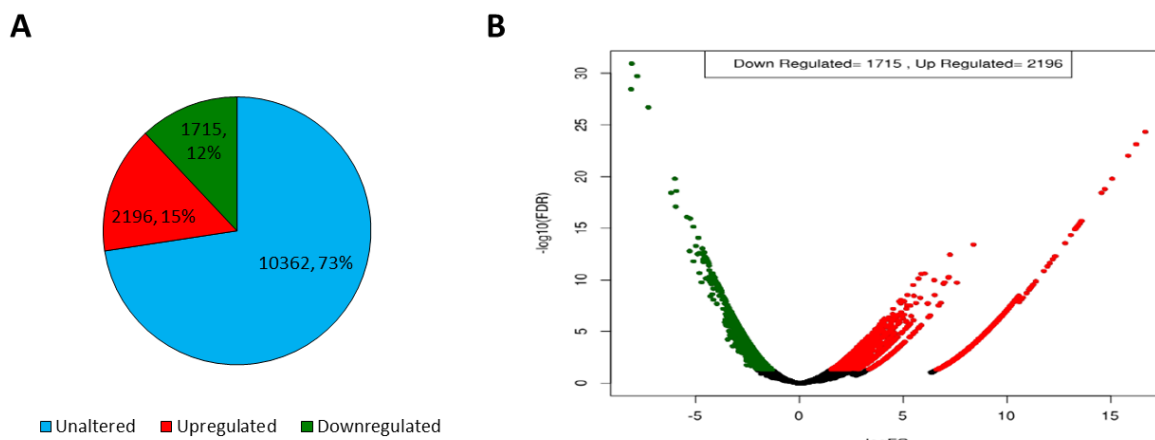 A
1715,
12%
2196, 15%
10362, 73%
Unaltered Upregulated Downregulated
B
Down Regulated= 1715 , Up Regulated= 2196
-log10(FDR)
30
25
20
15
10
5
0
-5 0 5 10 15